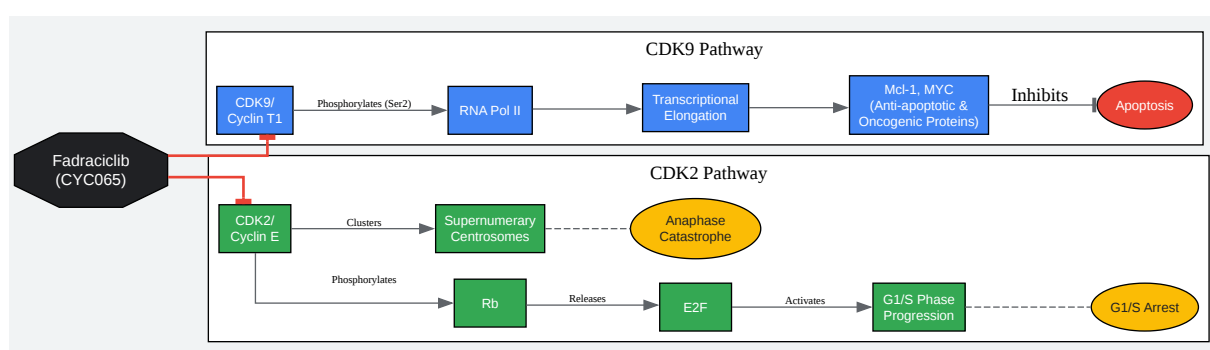 CDK9 Pathway
CDK9/
Cyclin T1
Phosphorylates (Ser2)
RNA Pol II
Transcriptional
Elongation
Mcl-1, MYC
(Anti-apoptotic &
Oncogenic Proteins)
Inhibits
Apoptosis
Fadraciclib
(CYC065)
CDK2 Pathway
CDK2/
Cyclin E
Clusters
Supernumerary
Centrosomes
Anaphase
Catastrophe
Phosphorylates
Rb
Releases
E2F
Activates
G1/S Phase
Progression
G1/S Arrest